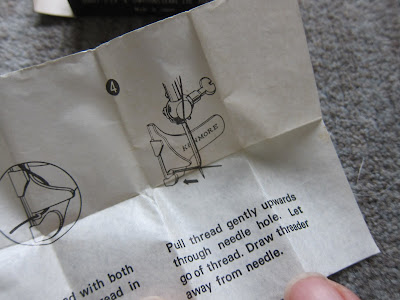 4
KENMORE
Pull thread gently upwards
through needle hole. Let
go of thread. Draw threader
away from needle.
ed with both
ead in